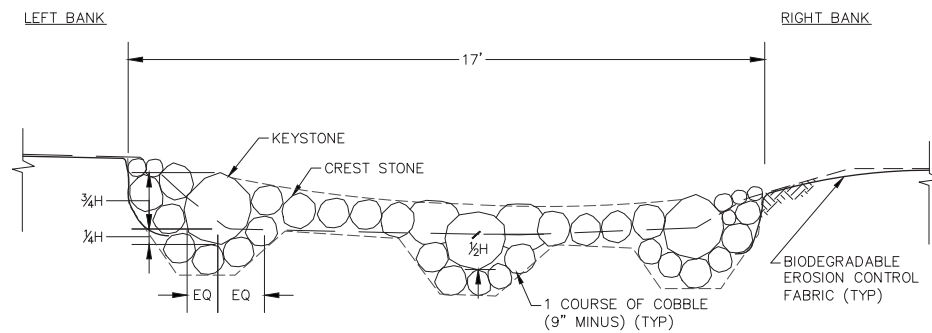 LEFT BANK
RIGHT BANK
17'
KEYSTONE
CREST STONE
¾H
¼H
½H
EQ
EQ
1 COURSE OF COBBLE
(9" MINUS) (TYP)
BIODEGRADABLE
EROSION CONTROL
FABRIC (TYP)